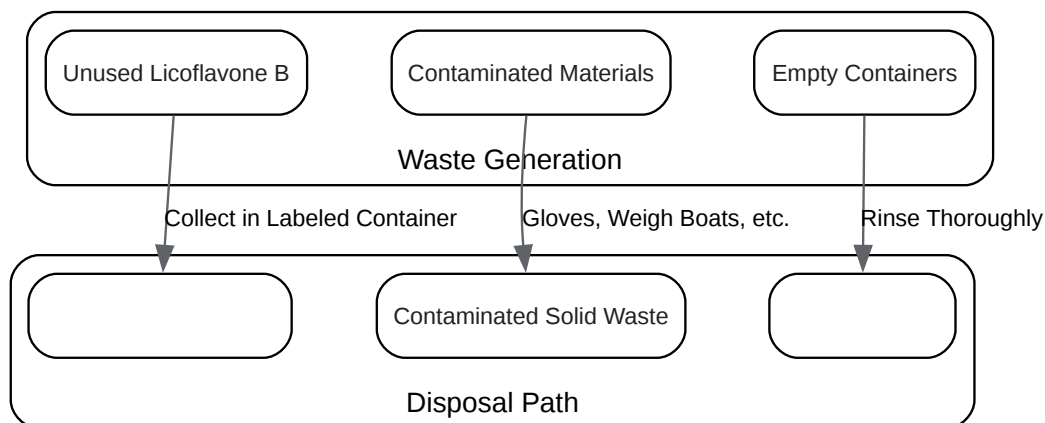 Unused Licoflavone B
Contaminated Materials
Empty Containers
Waste Generation
Collect in Labeled Container
Gloves, Weigh Boats, etc.
Rinse Thoroughly
Contaminated Solid Waste
Disposal Path